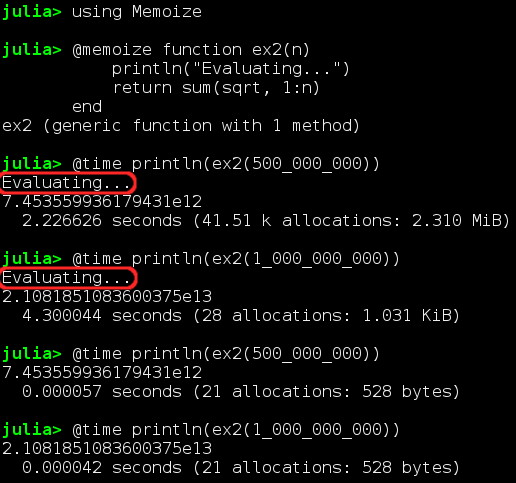 julia> using Memoize
julia> @memoize function ex2(n)
println("Evaluating...")
return sum(sqrt, 1:n)
end
ex2 (generic function with 1 method)
julia> @time println(ex2(500_000_000))
Evaluating...
7.453559936179431e12
2.226626 seconds (41.51 k allocations: 2.310 MiB)
julia> @time println(ex2(1_000_000_000))
Evaluating...
2.1081851083600375e13
4.300044 seconds (28 allocations: 1.031 KiB)
julia> @time println(ex2(500_000_000))
7.453559936179431e12
0.000057 seconds (21 allocations: 528 bytes)
julia> @time println(ex2(1_000_000_000))
2.1081851083600375e13
0.000042 seconds (21 allocations: 528 bytes)